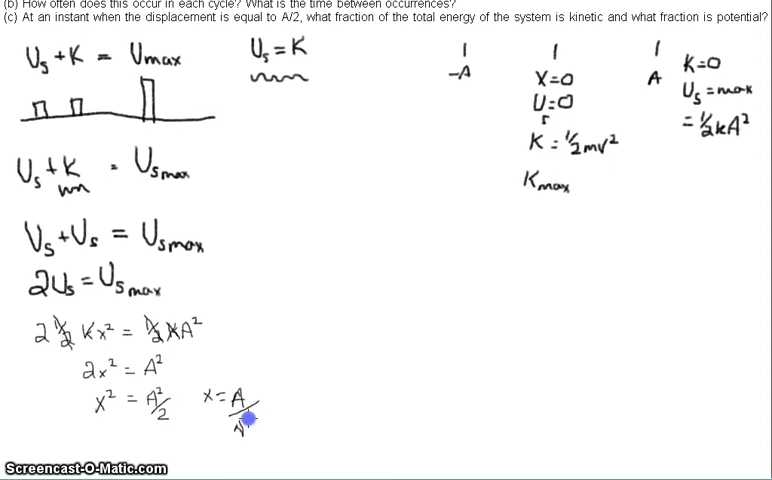 (b) How often does this occur in each cycle? What is the time between occurrences?
(c) At an instant when the displacement is equal to A/2, what fraction of the total energy of the system is kinetic and what fraction is potential?
Us + K = Umax
Us = K
Us + K = Us max
Us + Us = Us max
2Us = Us max
2 ½ Kx² = ½ KA²
2x² = A²
x² = A²/2
x = A/√
-A
X=0
U=0
s
K = ½mv²
Kmax
A
K=0
Us = max
= ½kA²
Screencast-O-Matic.com